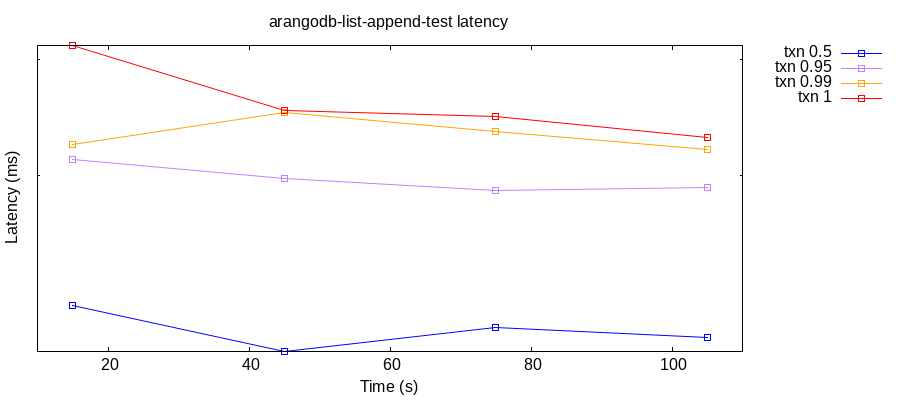 arangodb-list-append-test latency
txn 0.5
txn 0.95
txn 0.99
txn 1
Latency (ms)
20 40 60 80 100
Time (s)